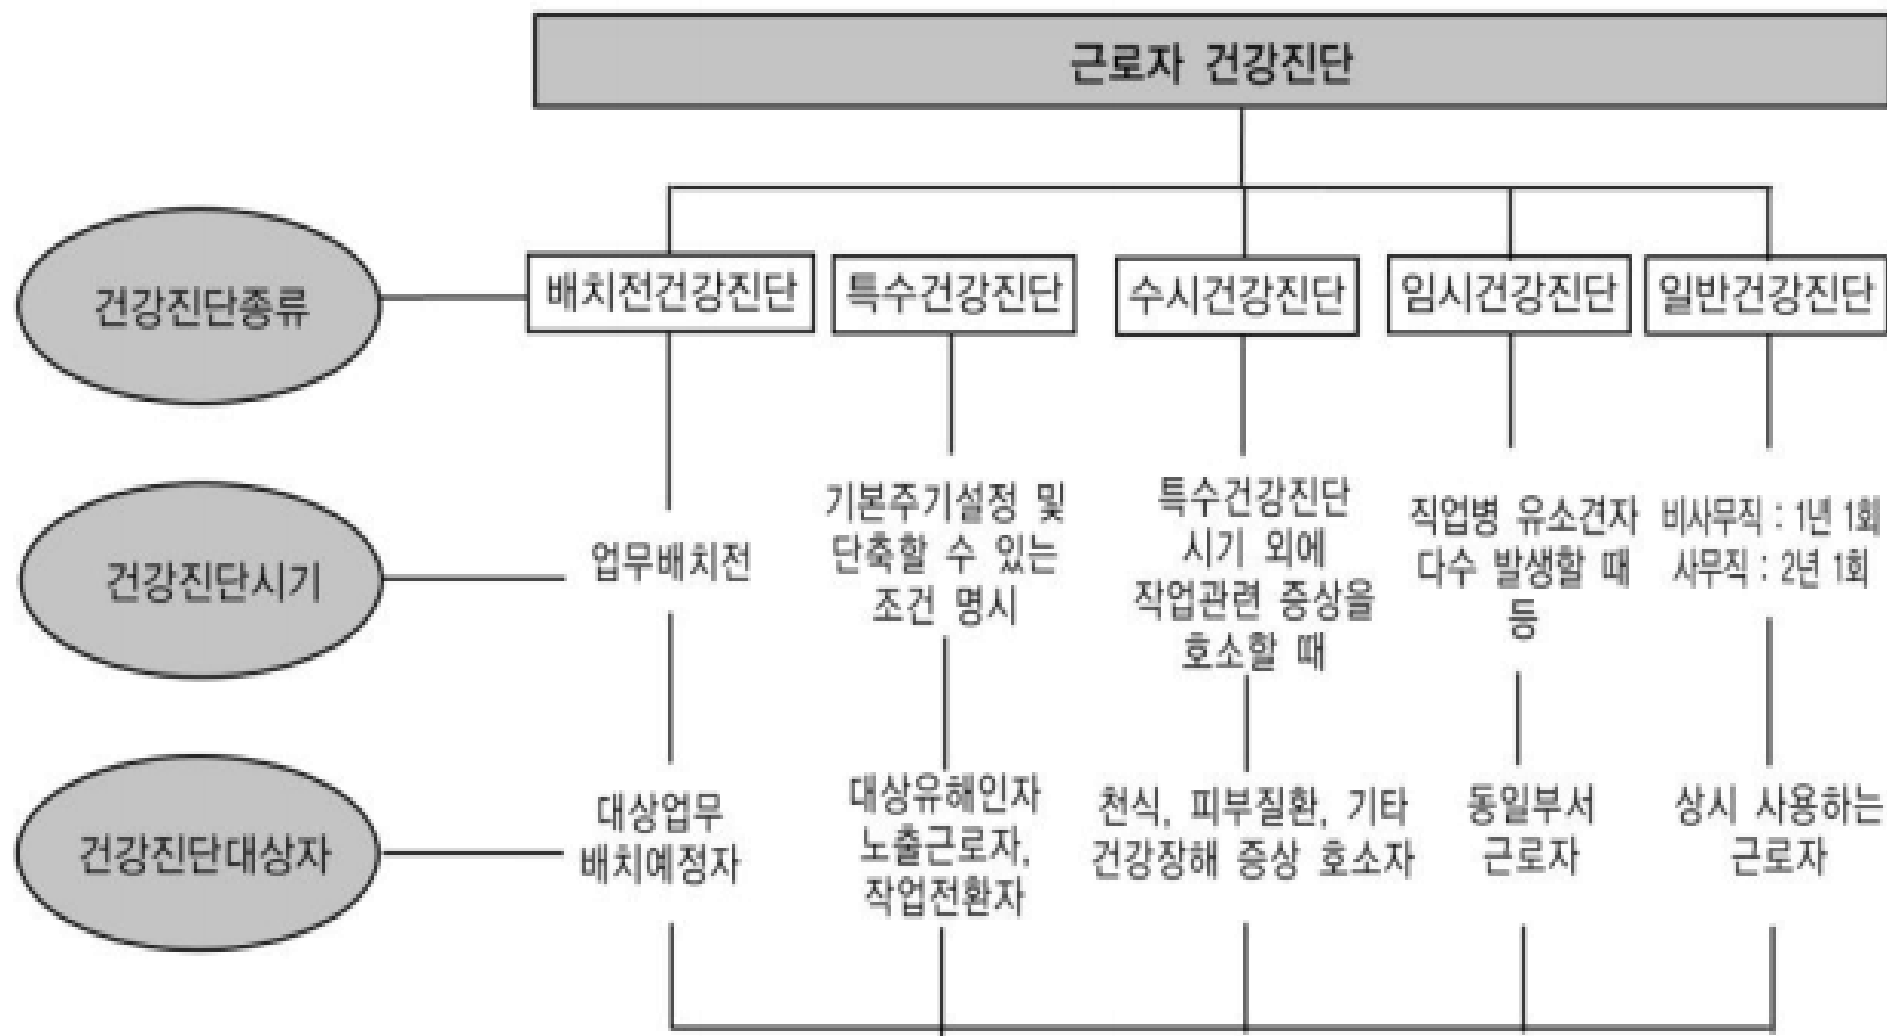 근로자 건강진단
건강진단종류
배치전건강진단
특수건강진단
수시건강진단
임시건강진단
일반건강진단
건강진단시기
업무배치전
기본주기설정 및
단축할 수 있는
조건 명시
특수건강진단
시기 외에
작업관련 증상을
호소할 때
직업병 유소견자
다수 발생할 때
등
비사무직 : 1년 1회
사무직 : 2년 1회
건강진단대상자
대상업무
배치예정자
대상유해인자
노출근로자,
작업전환자
천식, 피부질환, 기타
건강장해 증상 호소자
동일부서
근로자
상시 사용하는
근로자